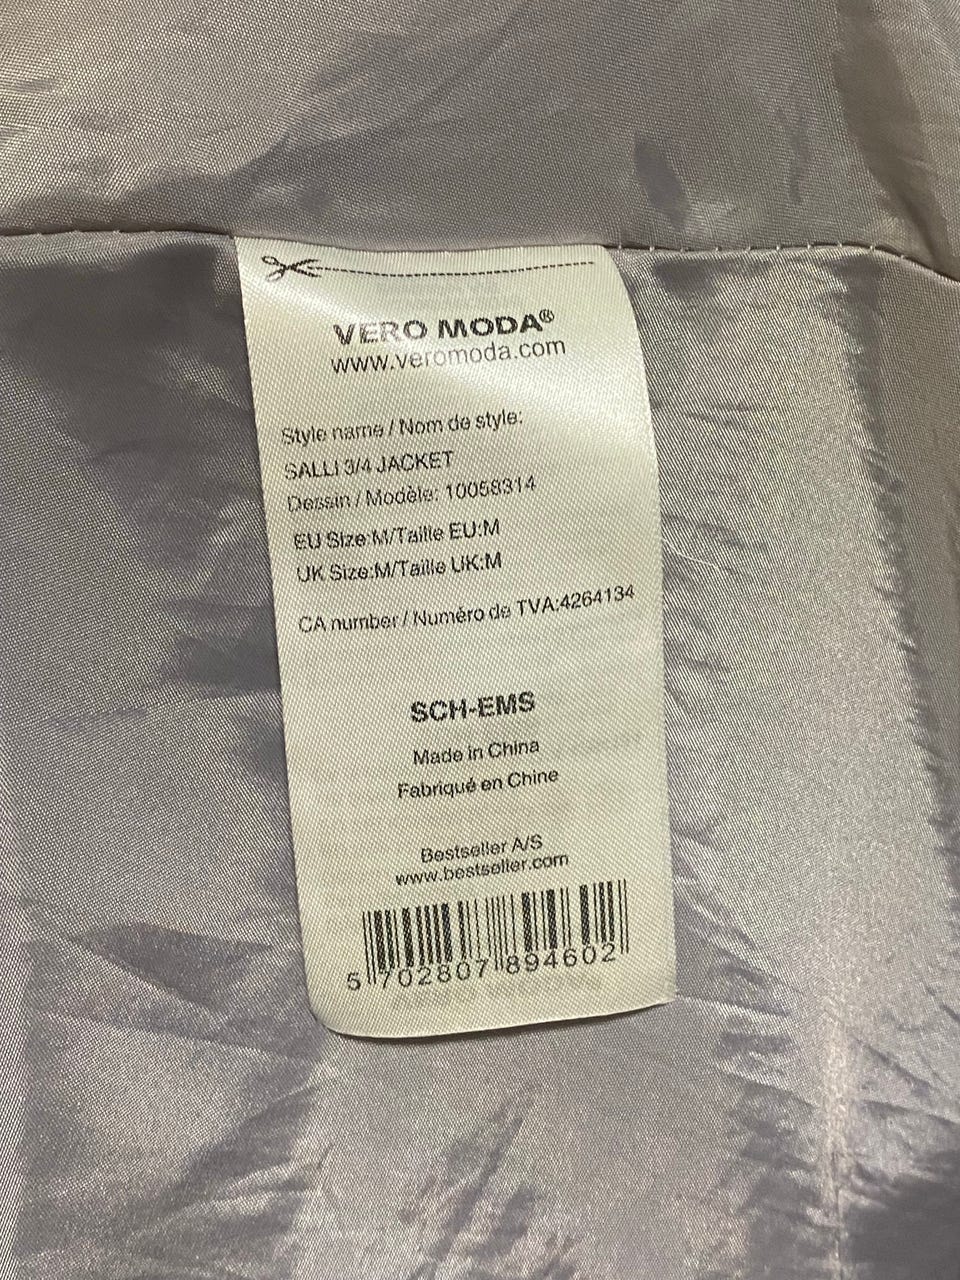 VERO MODA®
www.veromoda.com
Style name / Nom de style:
SALLI 3/4 JACKET
Dessin / Modèle: 10058314
EU Size:M/Taille EU:M
UK Size:M/Taille UK:M
CA number / Numéro de TVA:4264134
SCH-EMS
Made in China
Fabriqué en Chine
Bestseller A/S
www.bestseller.com
5 702807 894602